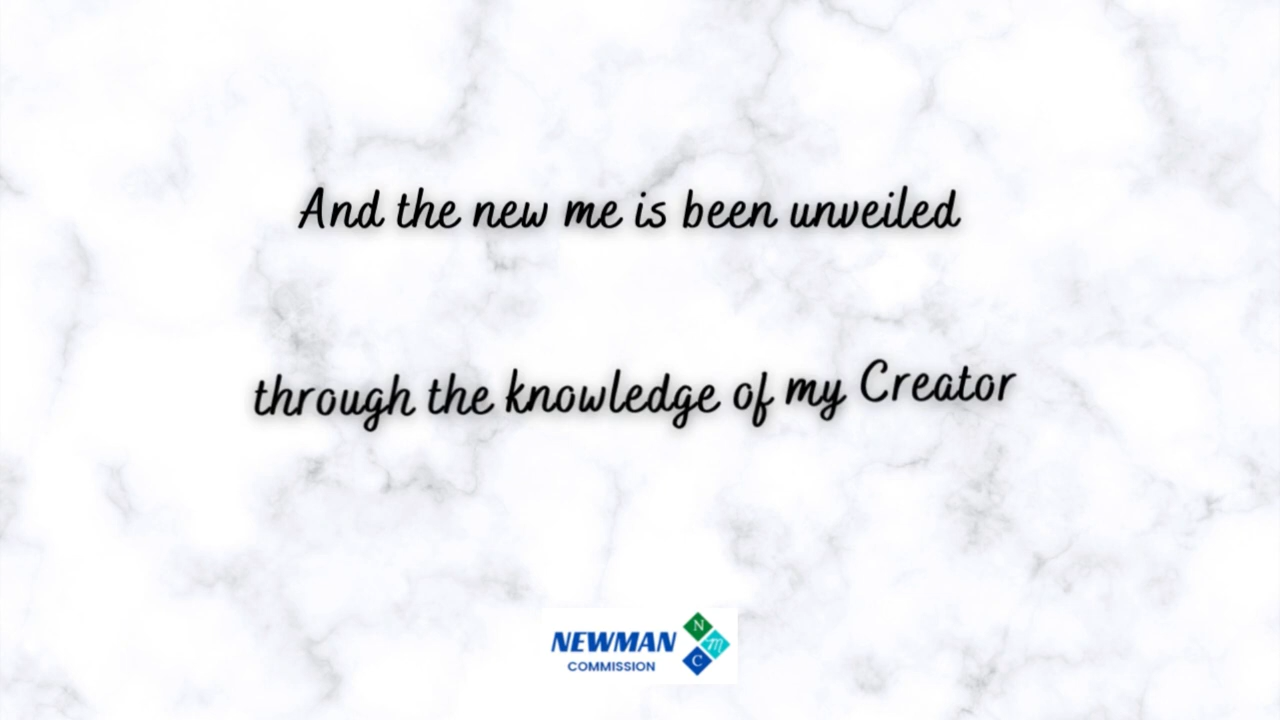 And the new me is been unveiled
through the knowledge of my Creator
NEWMAN
COMMISSION
N
m
C